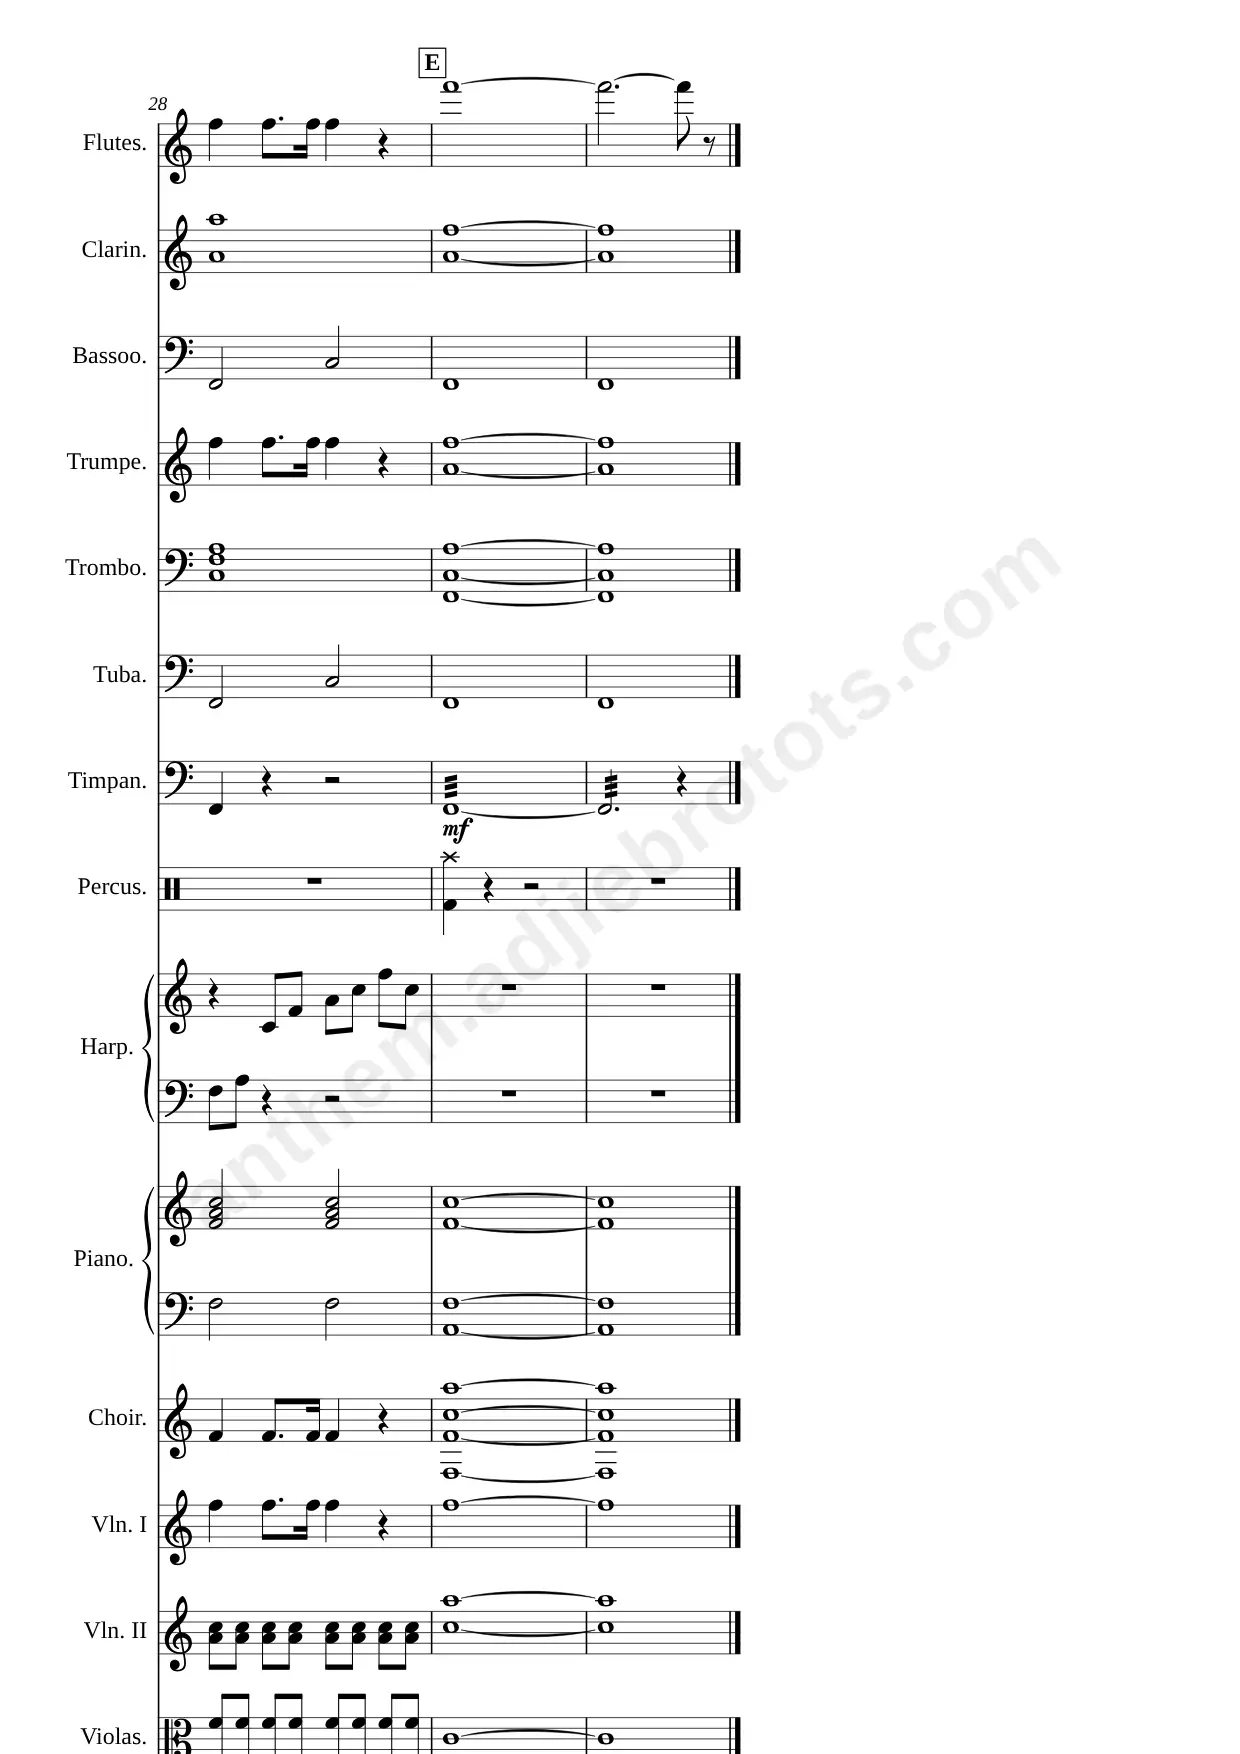 E
28
Flutes.
Clarin.
Bassoo.
Trumpe.
Trombo.
Tuba.
Timpan.
mf
Percus.
Harp.
Piano.
Choir.
Vln. I
Vln. II
Violas.
anthem.adjiebrotots.com